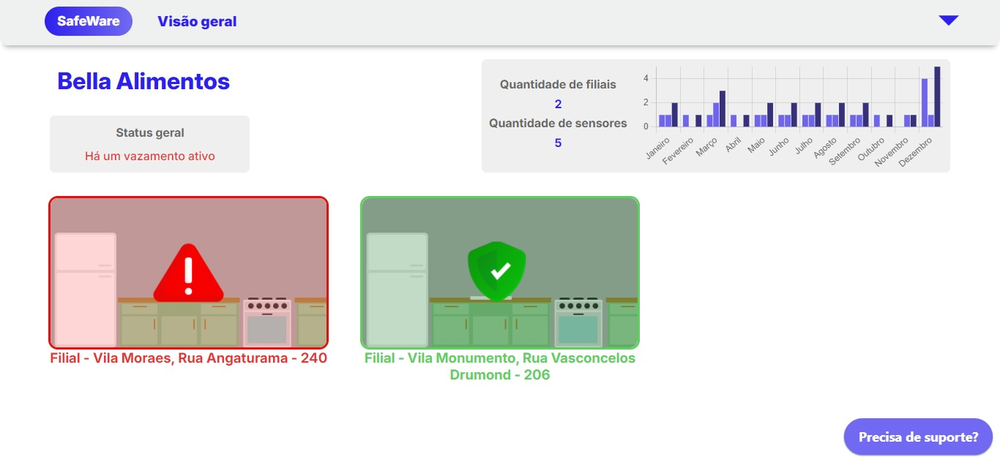 SafeWare
Visão geral
Bella Alimentos
Status geral
Há um vazamento ativo
Quantidade de filiais
2
Quantidade de sensores
5
4
2
0
Janeiro
Fevereiro
Março
Abril
Maio
Junho
Julho
Agosto
Setembro
Outubro
Novembro
Dezembro
Filial - Vila Moraes, Rua Angaturama - 240
Filial - Vila Monumento, Rua Vasconcelos
Drumond - 206
Precisa de suporte?